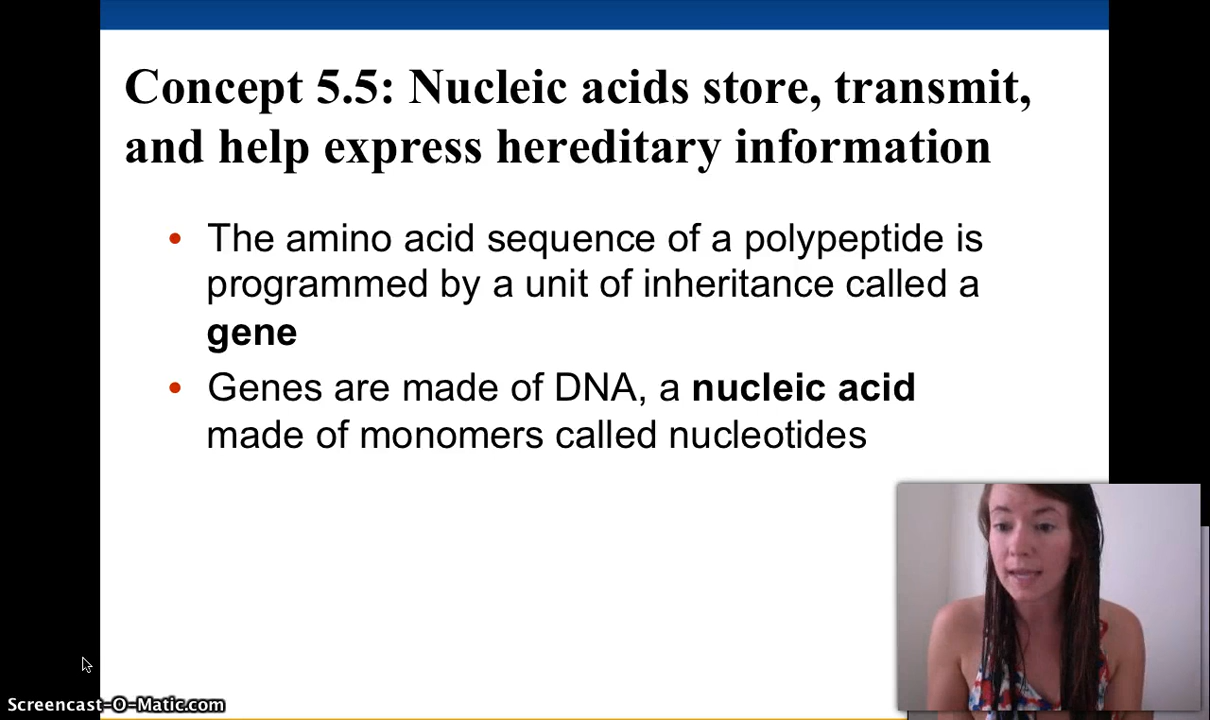 Concept 5.5: Nucleic acids store, transmit,
and help express hereditary information
• The amino acid sequence of a polypeptide is
programmed by a unit of inheritance called a
gene
• Genes are made of DNA, a nucleic acid
made of monomers called nucleotides
Screencast-O-Matic.com